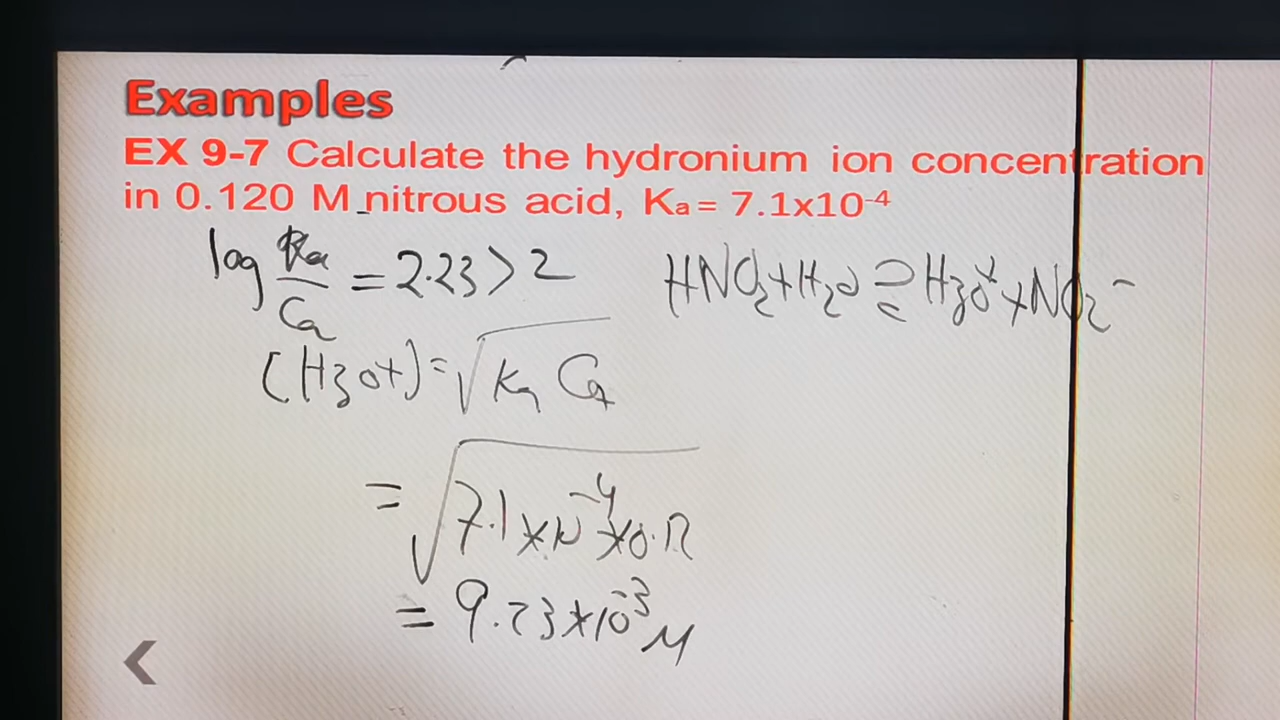 Examples
EX 9-7 Calculate the hydronium ion concentration
in 0.120 M nitrous acid, Ka = 7.1x10⁻⁴
log Ka/Ca = 2.23 > 2
HNO₂ + H₂O ⇌ H₃O⁺ + NO₂⁻
(H₃O+) = √Ka Ca
= √7.1 × 10⁻⁴ × 0.12
= 9.23 × 10⁻³ M